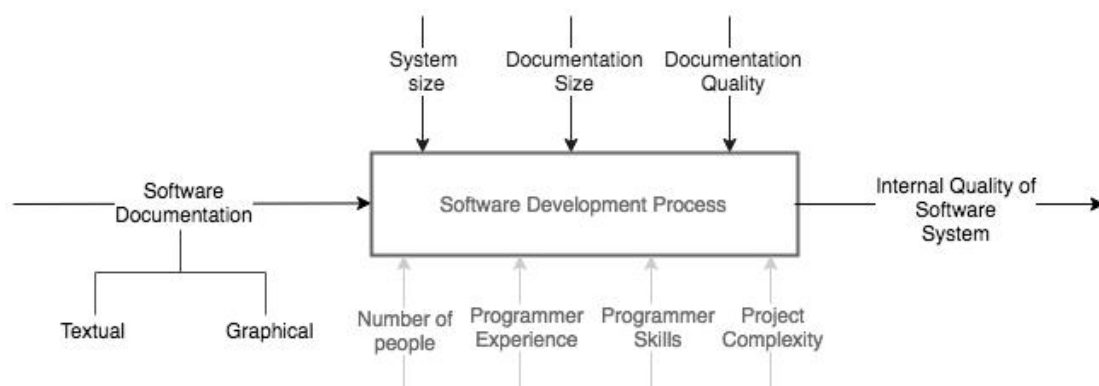 System
size
Documentation
Size
Documentation
Quality
Software
Documentation
Software Development Process
Internal Quality of
Software
System
Textual
Graphical
Number of
people
Programmer
Experience
Programmer
Skills
Project
Complexity